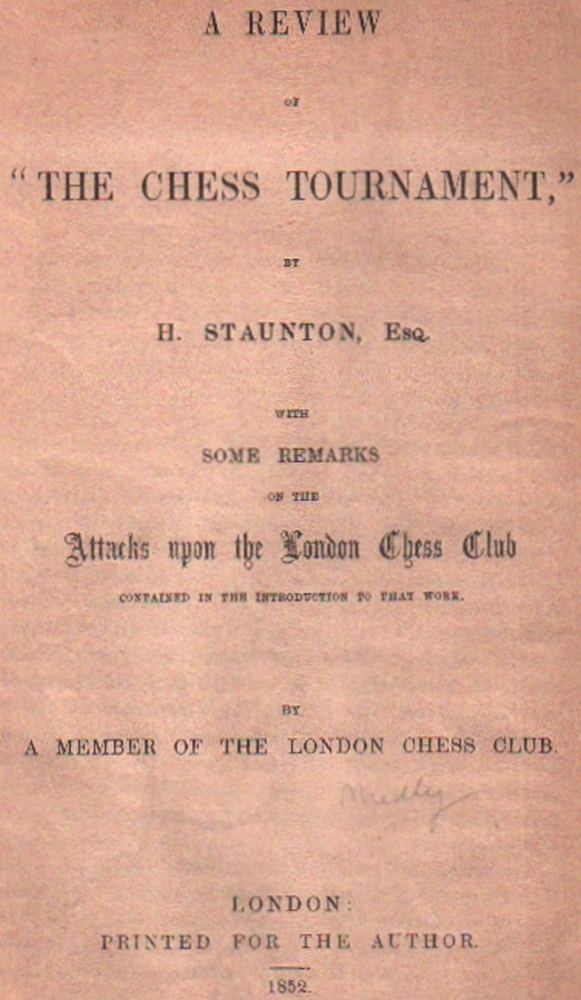 A REVIEW
OF
"THE CHESS TOURNAMENT,"
BY
H. STAUNTON, Esq.
WITH
SOME REMARKS
ON THE
Attacks upon the London Chess Club
CONTAINED IN THE INTRODUCTION TO THAT WORK.
BY
A MEMBER OF THE LONDON CHESS CLUB.
Medley
LONDON:
PRINTED FOR THE AUTHOR.
1852.